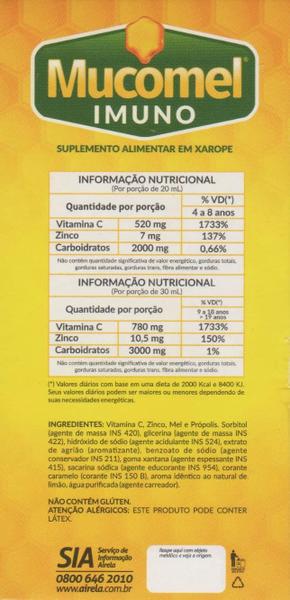 Mucomel®
IMUNO
SUPLEMENTO ALIMENTAR EM XAROPE
INFORMAÇÃO NUTRICIONAL
(Por porção de 20 mL)
Quantidade por porção % VD(*)
4 a 8 anos
Vitamina C 520 mg 1733%
Zinco 7 mg 137%
Carboidratos 2000 mg 0,66%
Não contém quantidade significativa de valor energético, gorduras totais,
gorduras saturadas, gorduras trans, fibra alimentar e sódio.
INFORMAÇÃO NUTRICIONAL
(Por porção de 30 mL)
Quantidade por porção % VD(*)
9 a 18 anos
> 19 anos
Vitamina C 780 mg 1733%
Zinco 10,5 mg 150%
Carboidratos 3000 mg 1%
Não contém quantidade significativa de valor energético, gorduras totais,
gorduras saturadas, gorduras trans, fibra alimentar e sódio.
(*) Valores diários com base em uma dieta de 2000 Kcal e 8400 KJ.
Seus valores diários podem ser maiores ou menores dependendo de
suas necessidades energéticas.
INGREDIENTES: Vitamina C, Zinco, Mel e Própolis. Sorbitol
(agente de massa INS 420), glicerina (agente de massa INS
422), hidróxido de sódio (agente acidulante INS 524), extrato
de agrião (aromatizante), benzoato de sódio (agente
conservador INS 211), goma xantana (agente espessante INS
415), sacarina sódica (agente educorante INS 954), corante
caramelo (corante INS 150 B), aroma idêntico ao natural de
limão, água purificada (agente carreador).
NÃO CONTÉM GLÚTEN.
ATENÇÃO ALÉRGICOS: ESTE PRODUTO PODE CONTER
LÁTEX.
SIA Serviço de
Informação
Airela
0800 646 2010
www.airela.com.br
Raspe aqui com objeto
metálico e veja a origem.